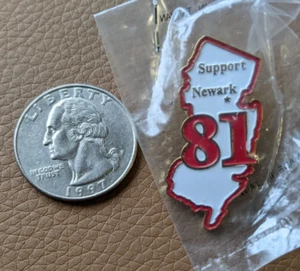 LIBERTY
IN GOD WE
TRUST
1997
Support
Newark
81